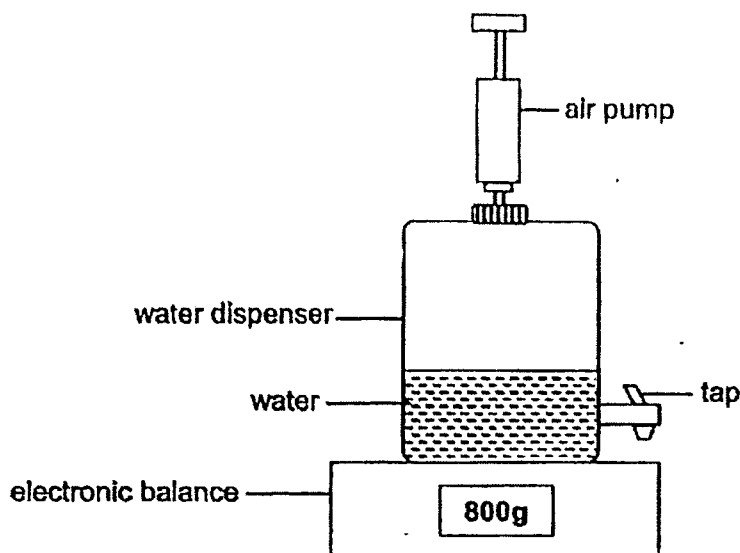 air pump
water dispenser
water
tap
electronic balance
800g